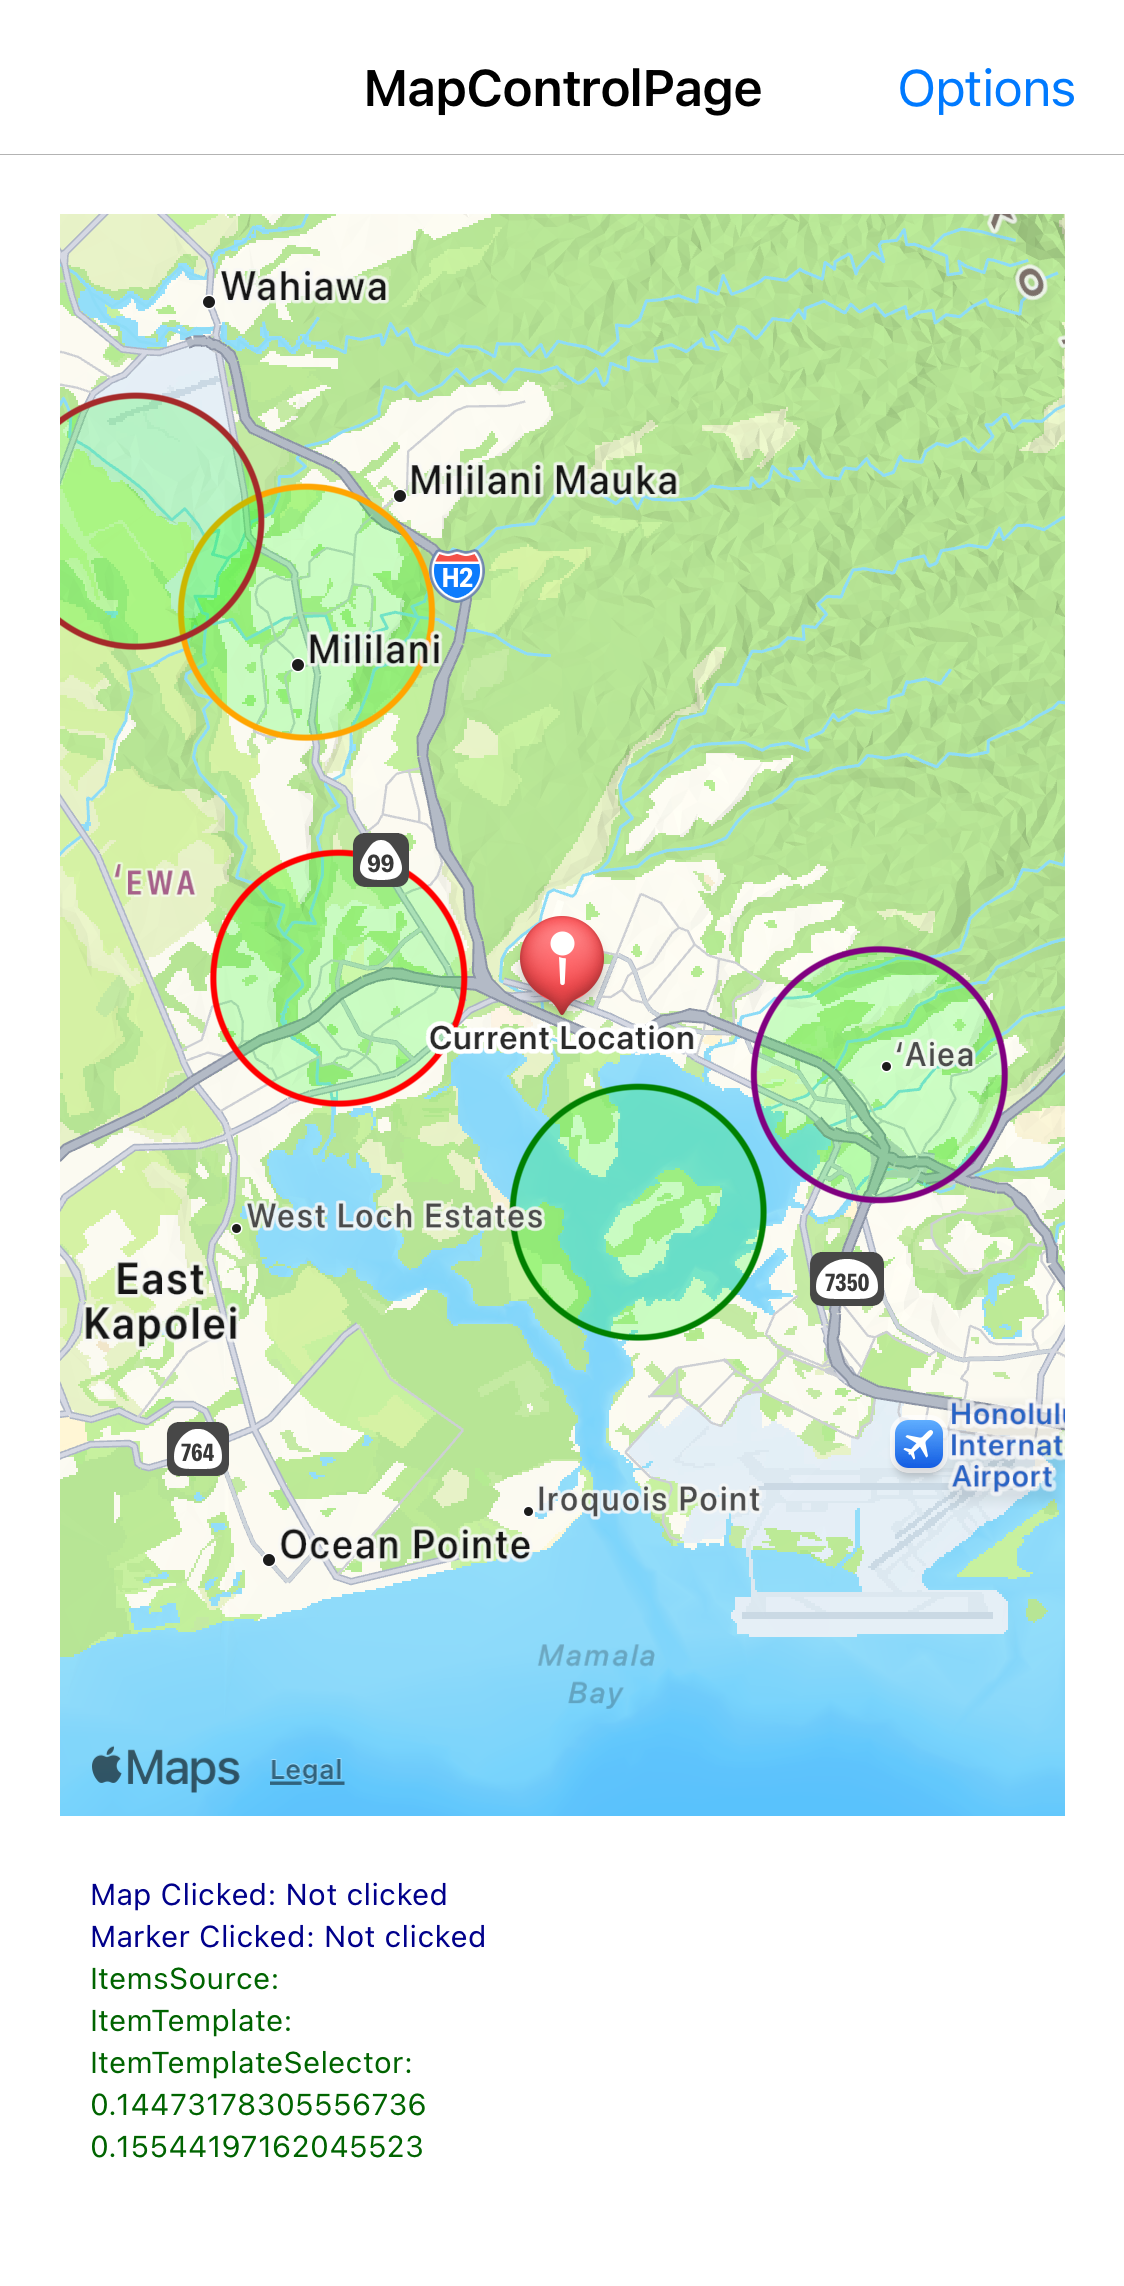 MapControlPage
Options
Wahiawa
O
Mililani Mauka
H2
Mililani
99
ʻEWA
Current Location
ʻAiea
West Loch Estates
East
Kapolei
7350
Honolul
Internat
Airport
764
Iroquois Point
Ocean Pointe
Mamala
Bay
Maps
Legal
Map Clicked: Not clicked
Marker Clicked: Not clicked
ItemsSource:
ItemTemplate:
ItemTemplateSelector:
0.14473178305556736
0.15544197162045523